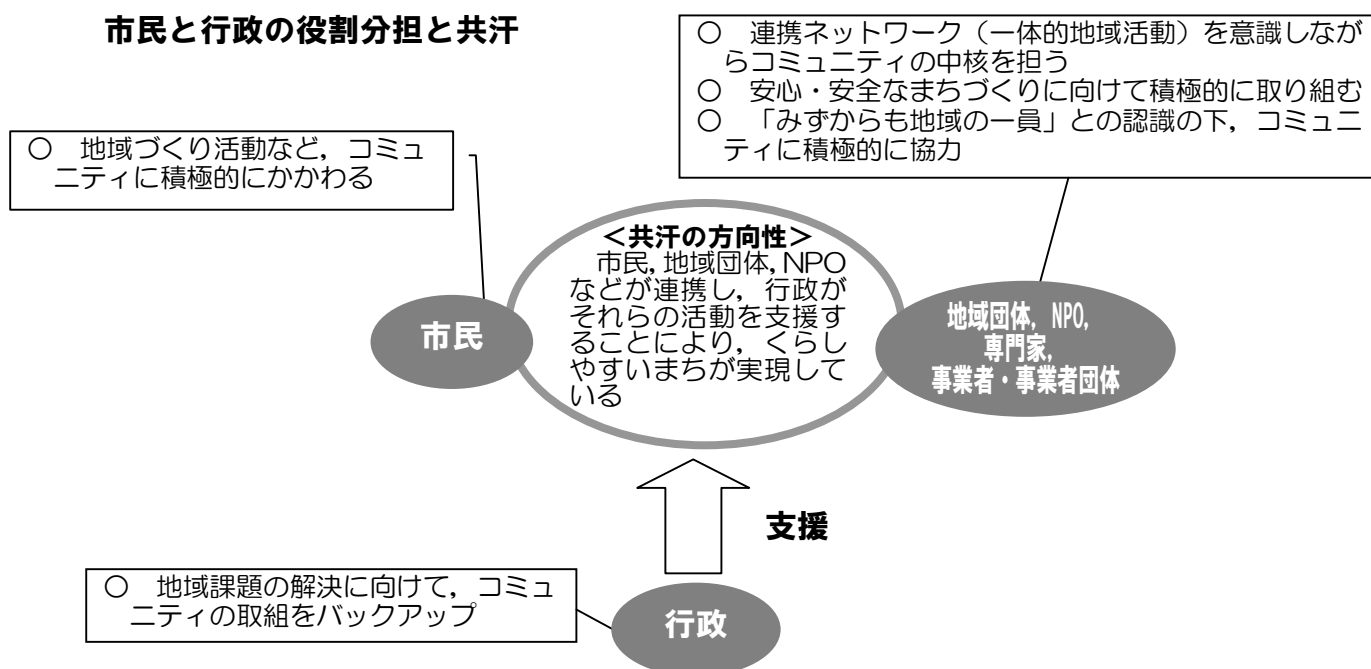 市民と行政の役割分担と共汗
○　連携ネットワーク（一体的地域活動）を意識しなが
らコミュニティの中核を担う
○　安心・安全なまちづくりに向けて積極的に取り組む
○　「みずからも地域の一員」との認識の下，コミュニ
ティに積極的に協力
○　地域づくり活動など，コミュ
ニティに積極的にかかわる
＜共汗の方向性＞
市民，地域団体，NPO
などが連携し，行政が
それらの活動を支援す
ることにより，くらし
やすいまちが実現して
いる
市民
地域団体，NPO，
専門家，
事業者・事業者団体
支援
○　地域課題の解決に向けて，コミュ
ニティの取組をバックアップ
行政